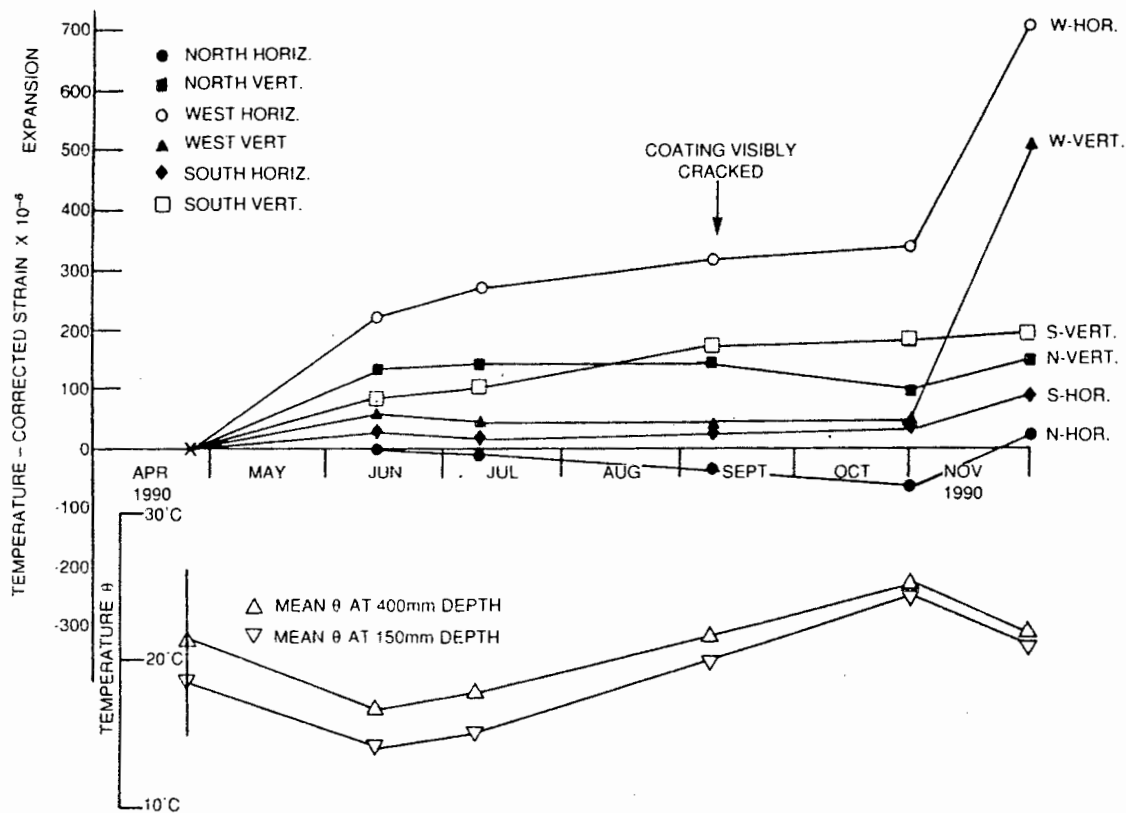 TEMPERATURE – CORRECTED STRAIN X 10⁻⁶ EXPANSION
700
600
500
400
300
200
100
0
-100
-200
-300
● NORTH HORIZ.
■ NORTH VERT.
○ WEST HORIZ.
▲ WEST VERT
◆ SOUTH HORIZ.
□ SOUTH VERT.
COATING VISIBLY
CRACKED
W-HOR.
W-VERT.
S-VERT.
N-VERT.
S-HOR.
N-HOR.
APR MAY JUN JUL AUG SEPT OCT NOV
1990 1990
TEMPERATURE θ
30°C
20°C
10°C
△ MEAN θ AT 400mm DEPTH
▽ MEAN θ AT 150mm DEPTH